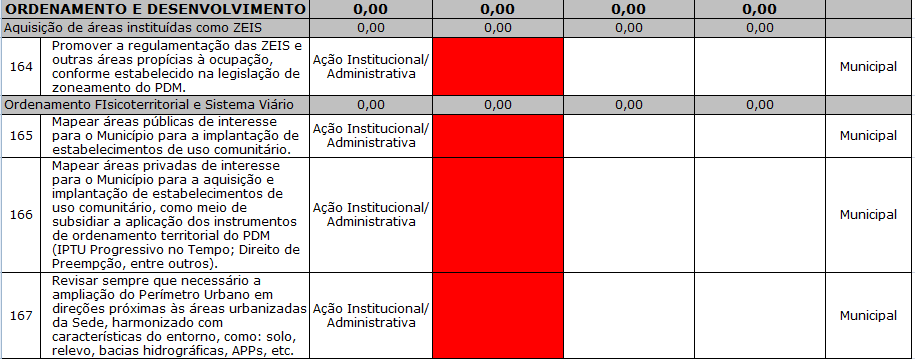 ORDENAMENTO E DESENVOLVIMENTO 0,00 0,00 0,00 0,00
Aquisição de áreas instituídas como ZEIS 0,00 0,00 0,00 0,00
164
Promover a regulamentação das ZEIS e
outras áreas propícias à ocupação,
conforme estabelecido na legislação de
zoneamento do PDM.
Ação Institucional/
Administrativa
Municipal
Ordenamento FIsicoterritorial e Sistema Viário 0,00 0,00 0,00 0,00
165
Mapear áreas públicas de interesse
para o Município para a implantação de
estabelecimentos de uso comunitário.
Ação Institucional/
Administrativa
Municipal
166
Mapear áreas privadas de interesse
para o Município para a aquisição e
implantação de estabelecimentos de
uso comunitário, como meio de
subsidiar a aplicação dos instrumentos
de ordenamento territorial do PDM
(IPTU Progressivo no Tempo; Direito de
Preempção, entre outros).
Ação Institucional/
Administrativa
Municipal
167
Revisar sempre que necessário a
ampliação do Perímetro Urbano em
direções próximas às áreas urbanizadas
da Sede, harmonizado com
características do entorno, como: solo,
relevo, bacias hidrográficas, APPs, etc.
Ação Institucional/
Administrativa
Municipal